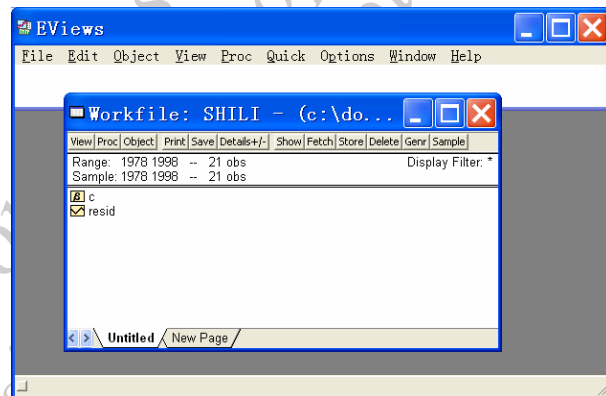 EViews
File Edit Object View Proc Quick Options Window Help
Workfile: SHILI - (c:\do...
View Proc Object Print Save Details+/- Show Fetch Store Delete Genr Sample
Range: 1978 1998 -- 21 obs Display Filter: *
Sample: 1978 1998 -- 21 obs
β c
resid
Untitled New Page